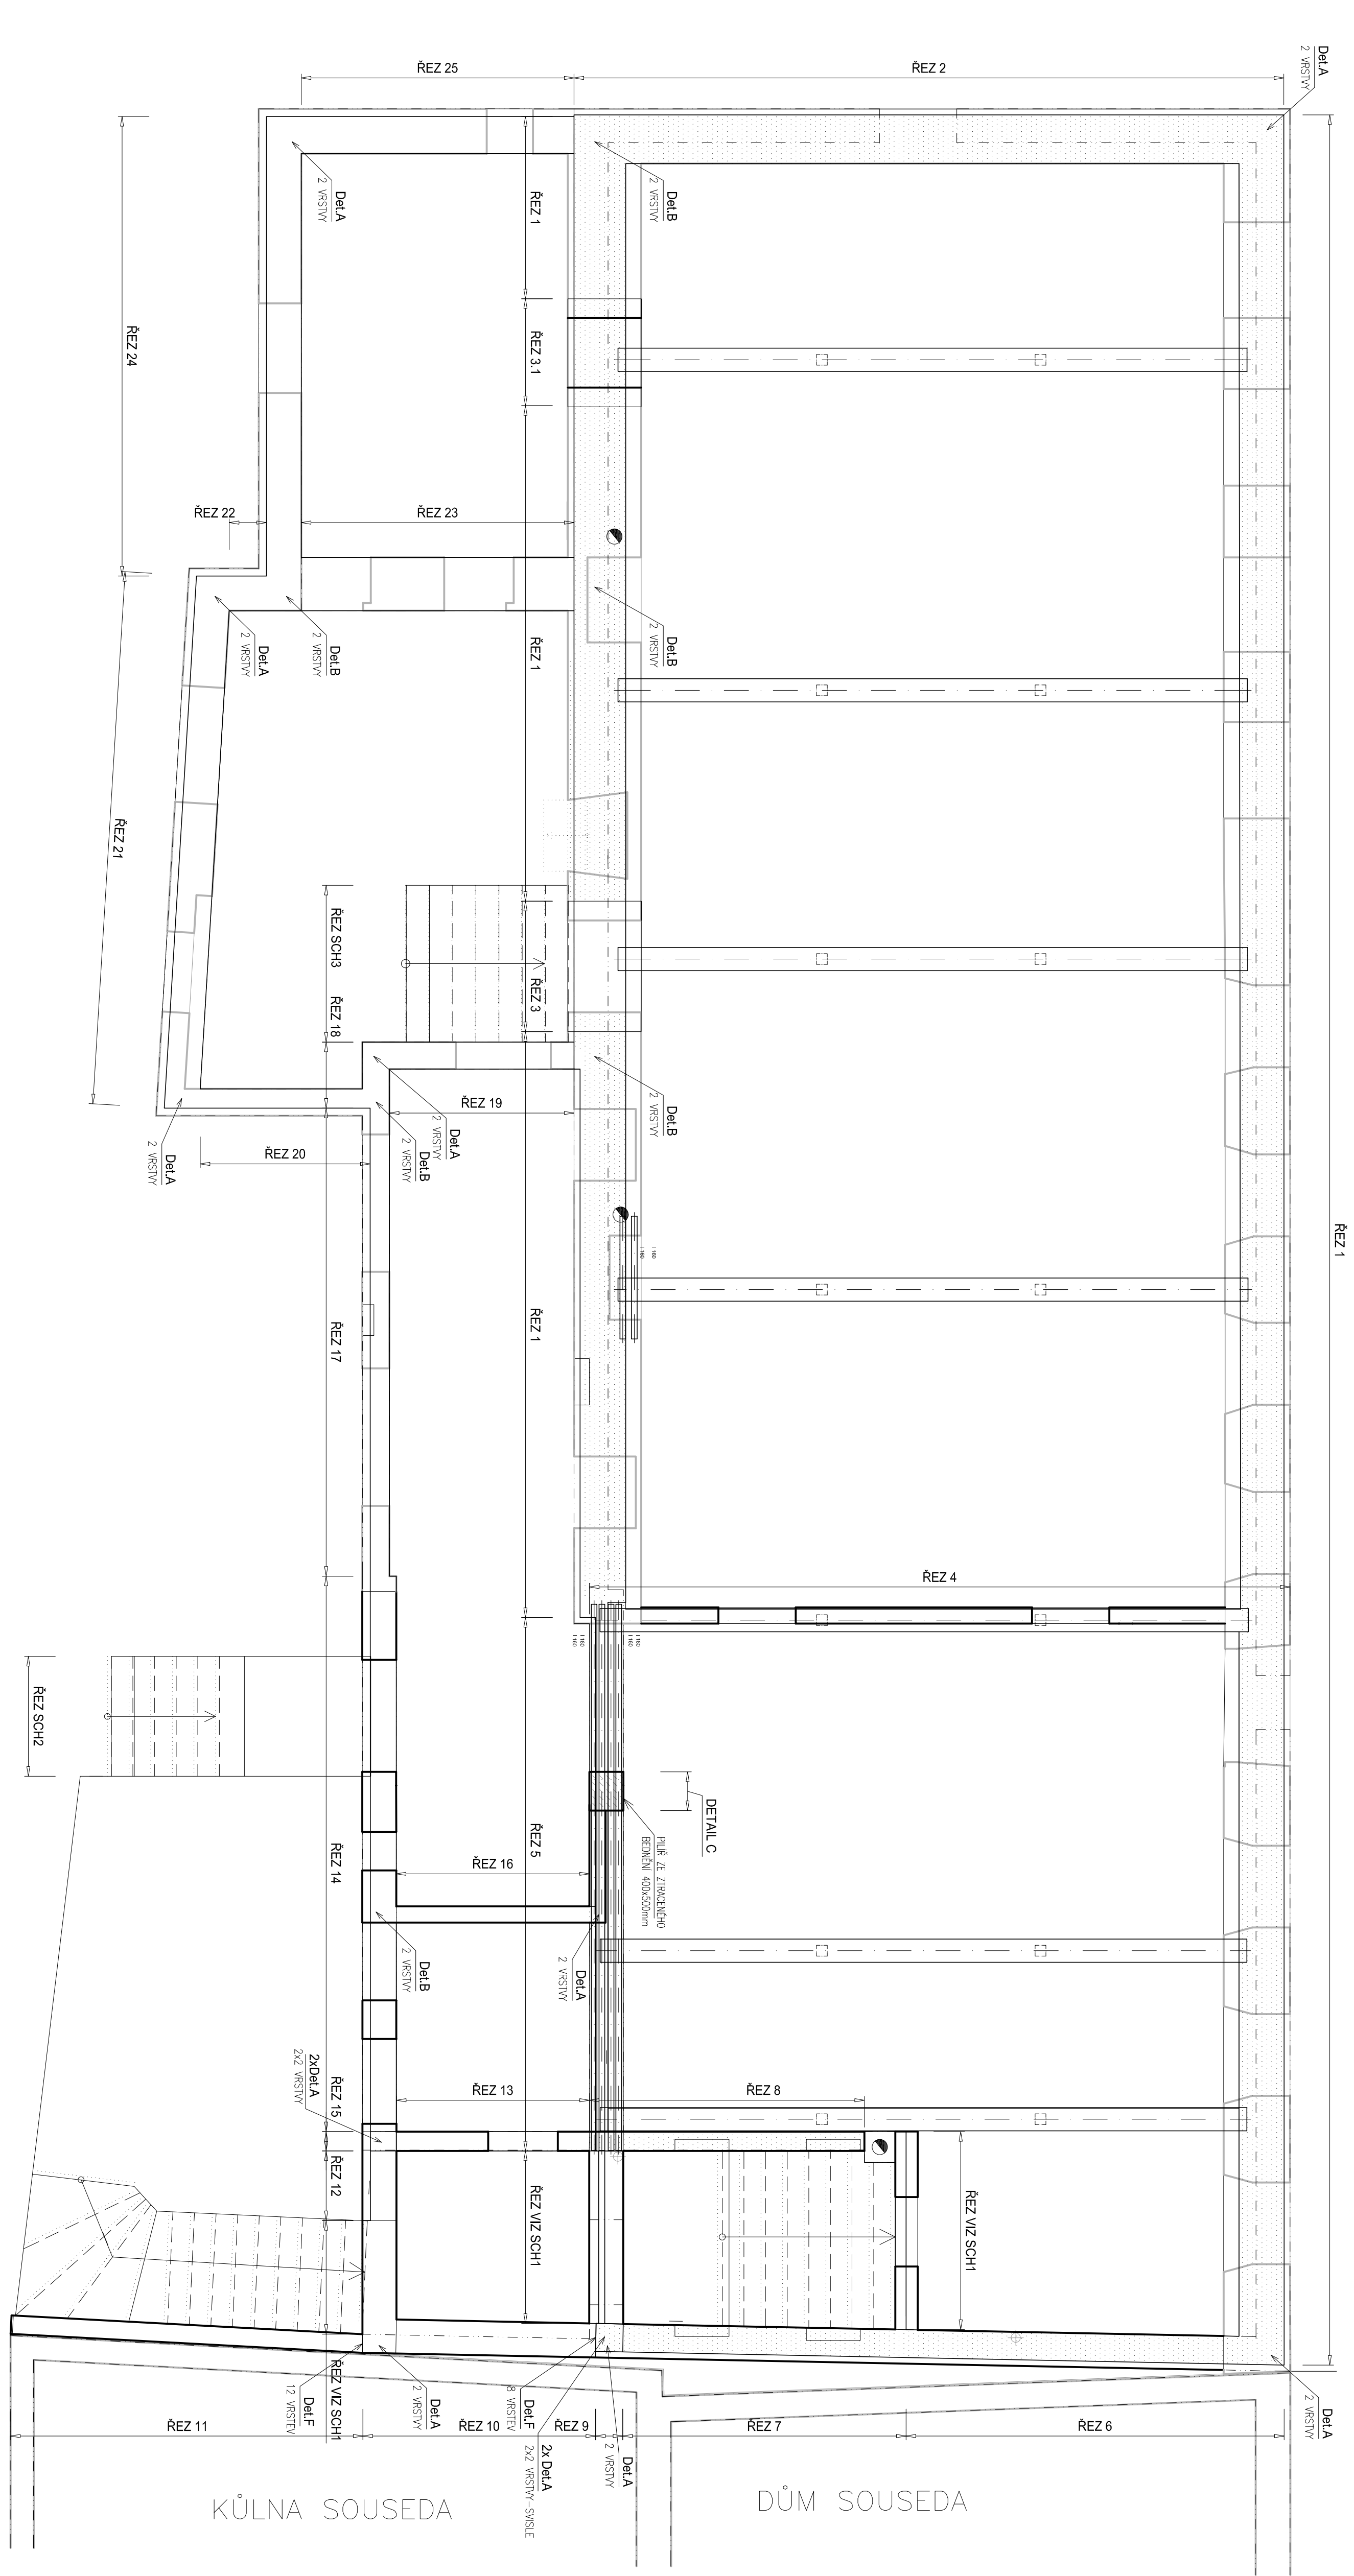 Det.A
2 VRSTVY
ŘEZ 25
ŘEZ 2
Det.A
2 VRSTVY
ŘEZ 1
Det.B
2 VRSTVY
ŘEZ 24
ŘEZ 3.1
ŘEZ 22
ŘEZ 23
Det.A
2 VRSTVY
Det.B
2 VRSTVY
ŘEZ 1
Det.B
2 VRSTVY
ŘEZ 21
ŘEZ SCH3
ŘEZ 18
ŘEZ 3
ŘEZ 19
Det.A
2 VRSTVY
Det.B
2 VRSTVY
Det.B
2 VRSTVY
Det.A
2 VRSTVY
ŘEZ 20
I 160
I 160
ŘEZ 1
ŘEZ 17
ŘEZ 1
ŘEZ 4
I 160
I 160
I 160
I 160
ŘEZ SCH2
ŘEZ 14
ŘEZ 5
ŘEZ 16
DETAIL C
PILÍŘ ZE ZTRACENÉHO
BEDNĚNÍ 400x500mm
Det.B
2 VRSTVY
Det.A
2 VRSTVY
2xDet.A
2x2 VRSTVY
ŘEZ 15
ŘEZ 13
ŘEZ 8
ŘEZ 12
ŘEZ VIZ SCH1
ŘEZ VIZ SCH1
ŘEZ VIZ SCH1
Det.F
12 VRSTEV
Det.A
2 VRSTVY
Det.F
8 VRSTEV
2x Det.A
2x2 VRSTVY-SVISLE
Det.A
2 VRSTVY
Det.A
2 VRSTVY
ŘEZ 11
ŘEZ 10
ŘEZ 9
ŘEZ 7
ŘEZ 6
KŮLNA SOUSEDA
DŮM SOUSEDA